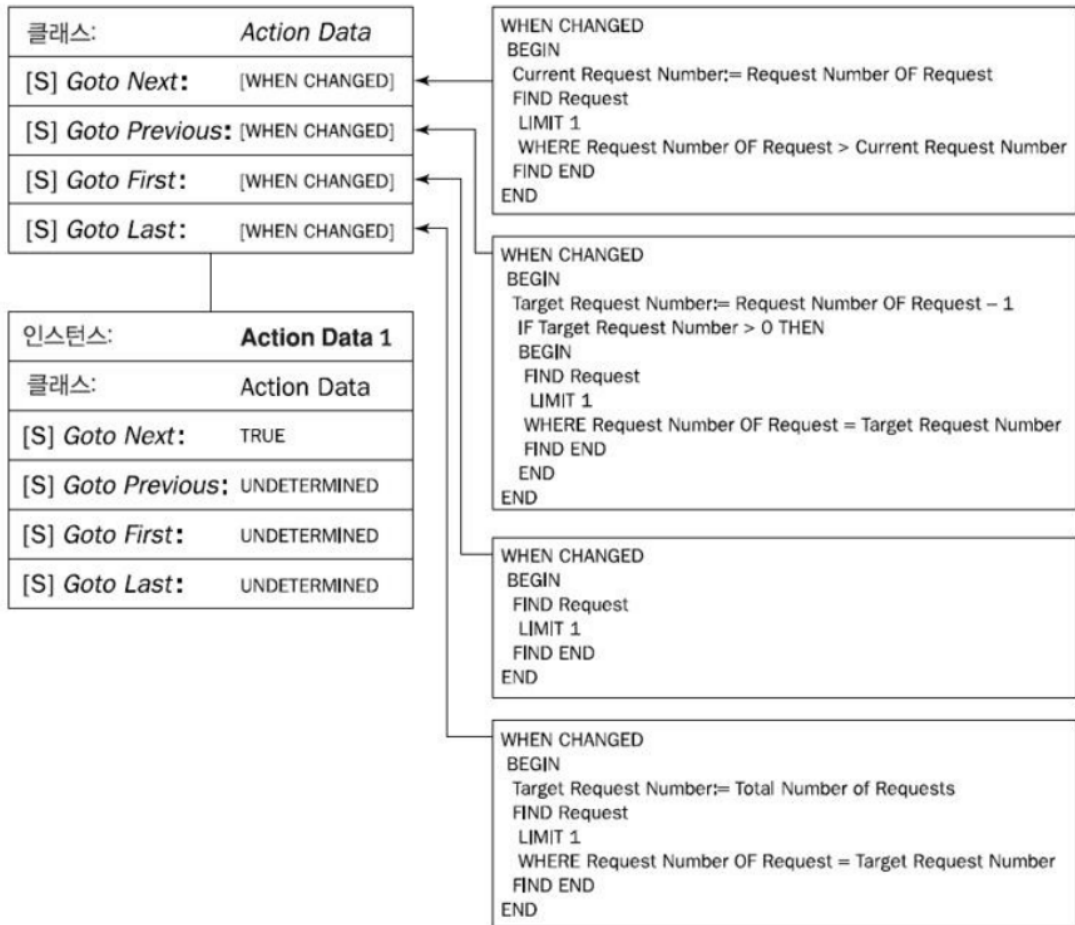 클래스: Action Data
[S] Goto Next: [WHEN CHANGED]
[S] Goto Previous: [WHEN CHANGED]
[S] Goto First: [WHEN CHANGED]
[S] Goto Last: [WHEN CHANGED]
인스턴스: Action Data 1
클래스: Action Data
[S] Goto Next: TRUE
[S] Goto Previous: UNDETERMINED
[S] Goto First: UNDETERMINED
[S] Goto Last: UNDETERMINED
WHEN CHANGED
BEGIN
Current Request Number:= Request Number OF Request
FIND Request
LIMIT 1
WHERE Request Number OF Request > Current Request Number
FIND END
END
WHEN CHANGED
BEGIN
Target Request Number:= Request Number OF Request – 1
IF Target Request Number > 0 THEN
BEGIN
FIND Request
LIMIT 1
WHERE Request Number OF Request = Target Request Number
FIND END
END
END
WHEN CHANGED
BEGIN
FIND Request
LIMIT 1
FIND END
END
WHEN CHANGED
BEGIN
Target Request Number:= Total Number of Requests
FIND Request
LIMIT 1
WHERE Request Number OF Request = Target Request Number
FIND END
END